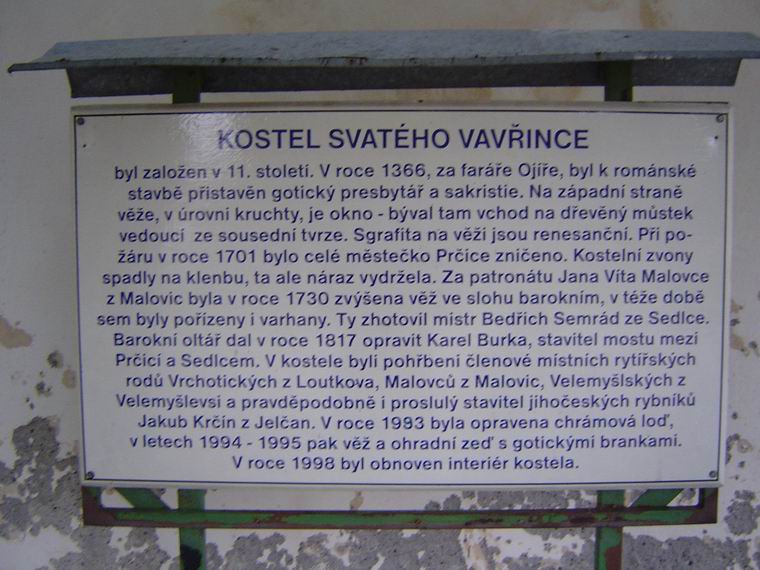 KOSTEL SVATÉHO VAVŘINCE
byl založen v 11. století. V roce 1366, za faráře Ojíře, byl k románské
stavbě přistavěn gotický presbytář a sakristie. Na západní straně
věže, v úrovni kruchty, je okno - býval tam vchod na dřevěný můstek
vedoucí ze sousední tvrze. Sgrafita na věži jsou renesanční. Při po-
žáru v roce 1701 bylo celé městečko Prčice zničeno. Kostelní zvony
spadly na klenbu, ta ale náraz vydržela. Za patronátu Jana Víta Malovce
z Malovic byla v roce 1730 zvýšena věž ve slohu barokním, v téže době
sem byly pořízeny i varhany. Ty zhotovil mistr Bedřich Semrád ze Sedlce.
Barokní oltář dal v roce 1817 opravit Karel Burka, stavitel mostu mezi
Prčicí a Sedlcem. V kostele byli pohřbeni členové místních rytířských
rodů Vrchotických z Loutkova, Malovců z Malovic, Velemyšlských z
Velemyšlevsi a pravděpodobně i proslulý stavitel jihočeských rybníků
Jakub Krčín z Jelčan. V roce 1993 byla opravena chrámová loď,
v letech 1994 - 1995 pak věž a ohradní zeď s gotickými brankami.
V roce 1998 byl obnoven interiér kostela.